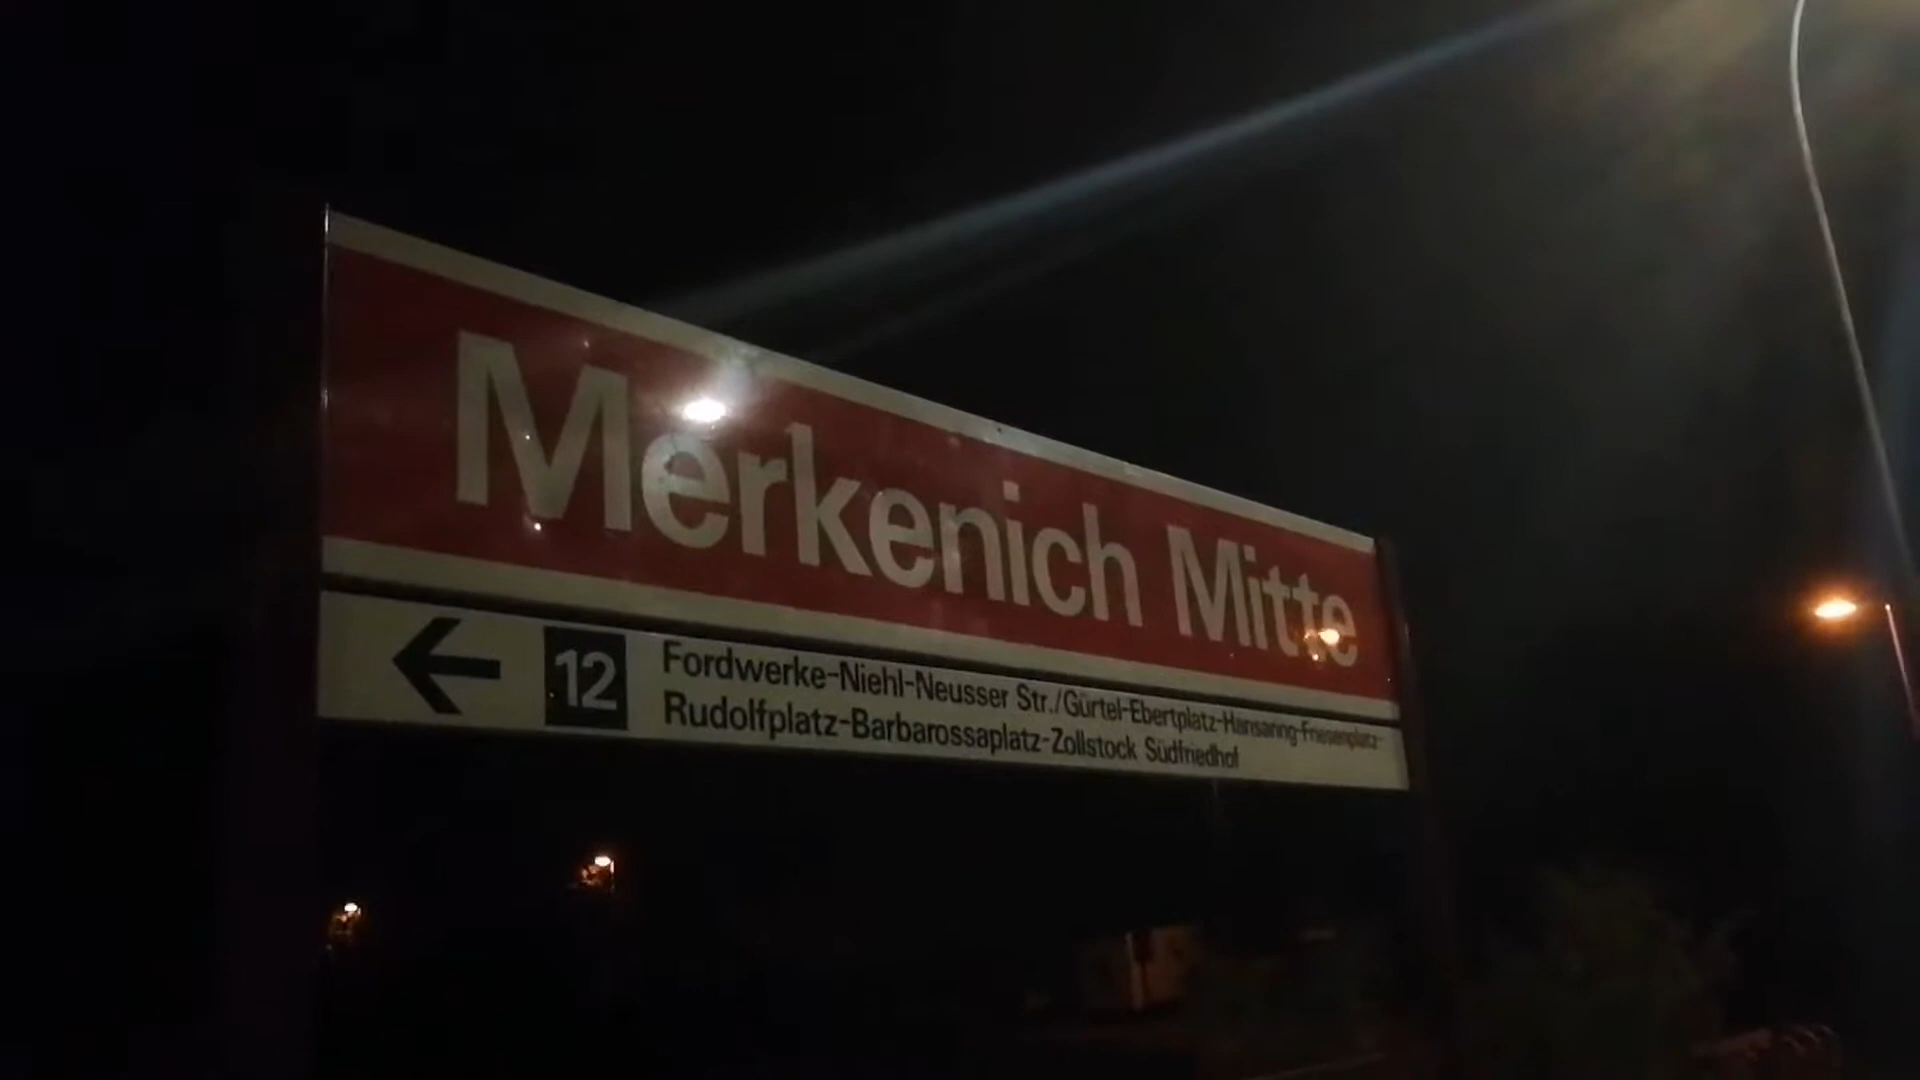 Merkenich Mitte
12
Fordwerke-Niehl-Neusser Str./Gürtel-Ebertplatz-Hansaring-Friesenplatz-
Rudolfplatz-Barbarossaplatz-Zollstock Südfriedhof